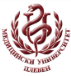 МЕДИЦИНСКИ УНИВЕРСИТЕТ
ПЛЕВЕН